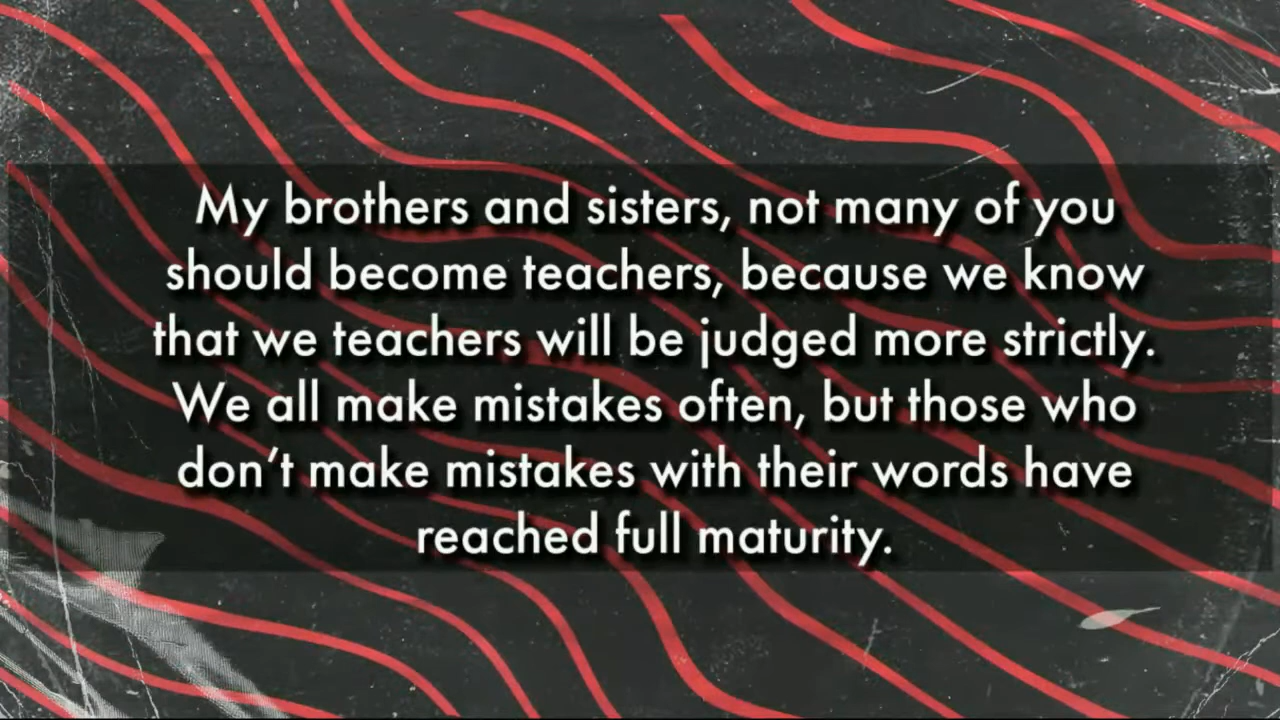 My brothers and sisters, not many of you
should become teachers, because we know
that we teachers will be judged more strictly.
We all make mistakes often, but those who
don’t make mistakes with their words have
reached full maturity.